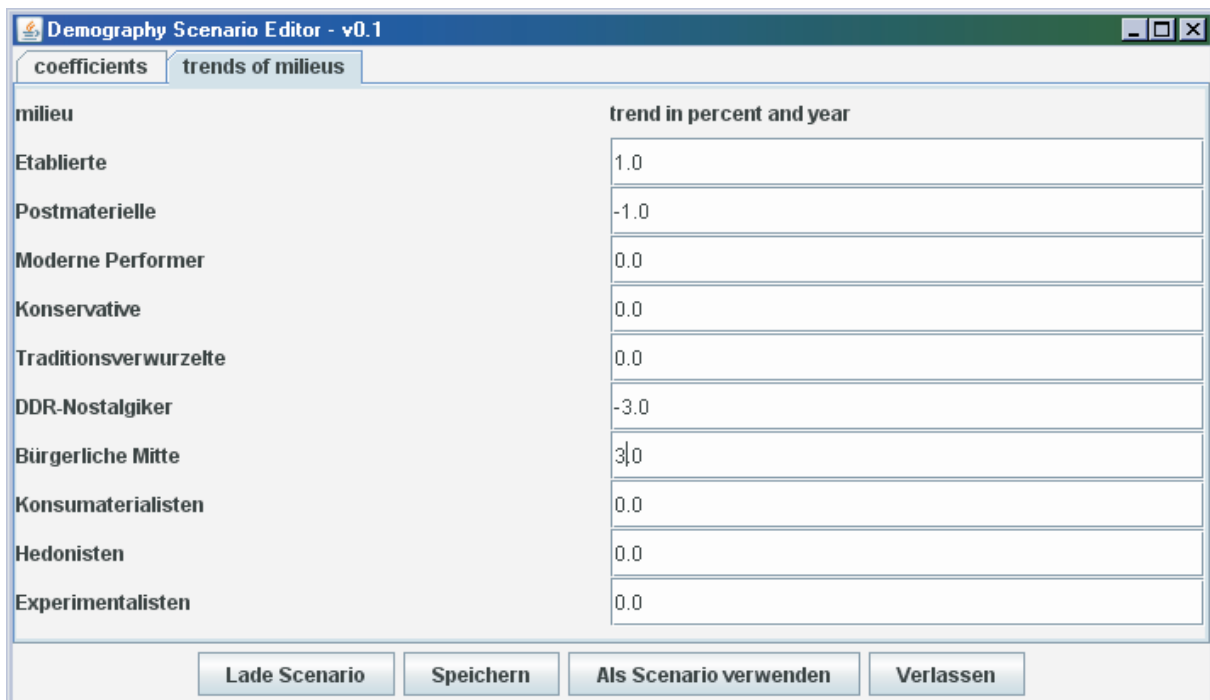 Demography Scenario Editor - v0.1
coefficients trends of milieus
milieu trend in percent and year
Etablierte 1.0
Postmaterielle -1.0
Moderne Performer 0.0
Konservative 0.0
Traditionsverwurzelte 0.0
DDR-Nostalgiker -3.0
Bürgerliche Mitte 3.0
Konsumaterialisten 0.0
Hedonisten 0.0
Experimentalisten 0.0
Lade Scenario Speichern Als Scenario verwenden Verlassen